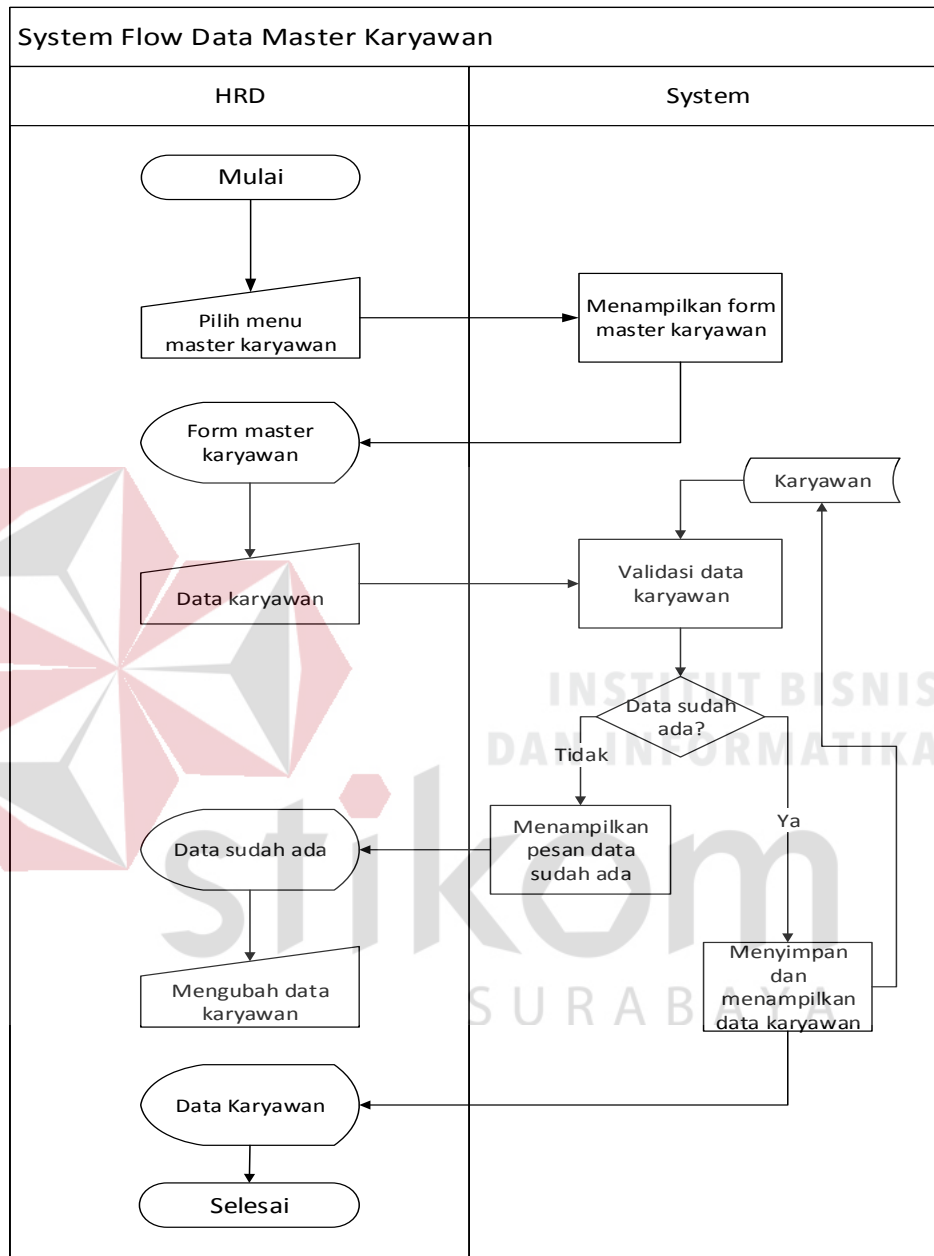 System Flow Data Master Karyawan
HRD
System
Mulai
Pilih menu
master karyawan
Menampilkan form
master karyawan
Form master
karyawan
Karyawan
Data karyawan
Validasi data
karyawan
INSTITUT BISNIS
DAN INFORMATIKA
Data sudah
ada?
Tidak
Ya
Data sudah ada
Menampilkan
pesan data
sudah ada
stikom
SURABAYA
Mengubah data
karyawan
Menyimpan
dan
menampilkan
data karyawan
Data Karyawan
Selesai